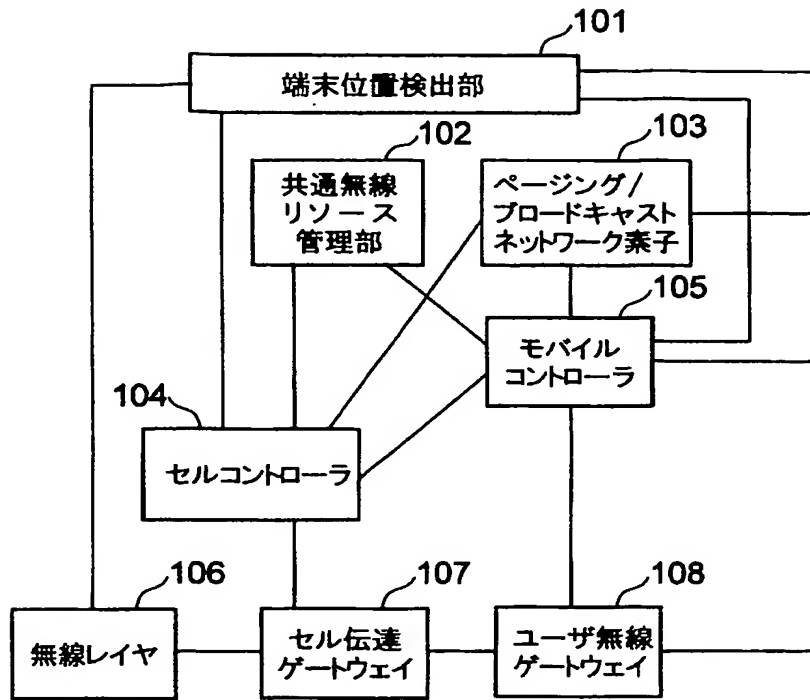 101
端末位置検出部
102
共通無線
リソース
管理部
103
ページング/
ブロードキャスト
ネットワーク素子
105
モバイル
コントローラ
104
セルコントローラ
106
無線レイヤ
107
セル伝達
ゲートウェイ
108
ユーザ無線
ゲートウェイ